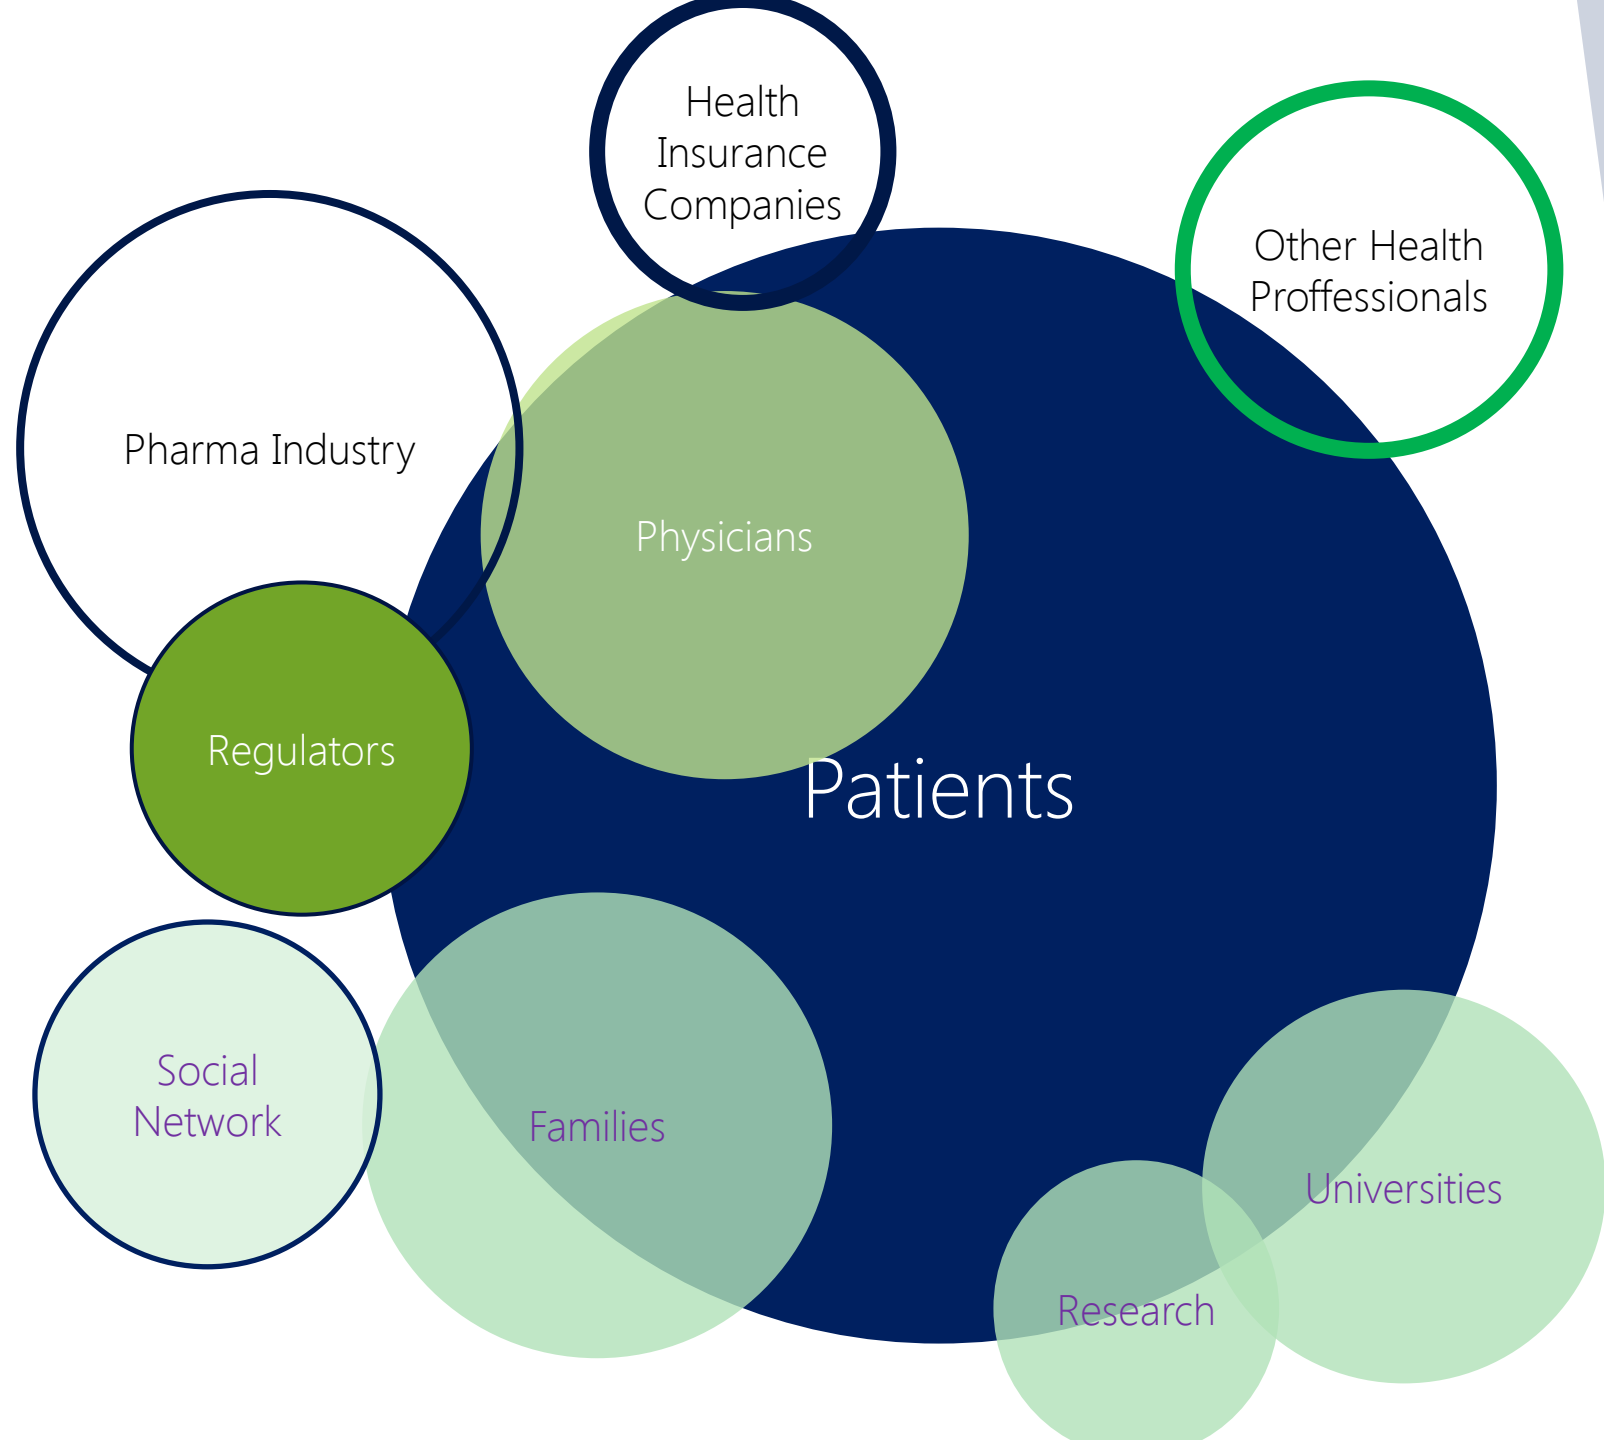 Health
Insurance
Companies
Other Health
Proffessionals
Pharma Industry
Physicians
Regulators
Patients
Social
Network
Families
Universities
Research